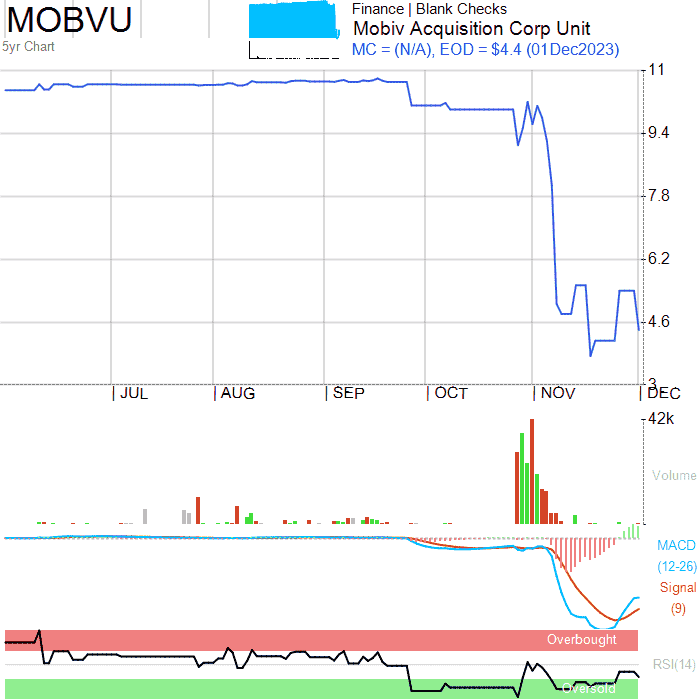 MOBVU
5yr Chart
Finance | Blank Checks
Mobiv Acquisition Corp Unit
MC = (N/A), EOD = $4.4 (01Dec2023)
11
9.4
7.8
6.2
4.6
3
| JUL | AUG | SEP | OCT | NOV | DEC
42k
Volume
MACD
(12-26)
Signal
(9)
Overbought
RSI(14)
Oversold